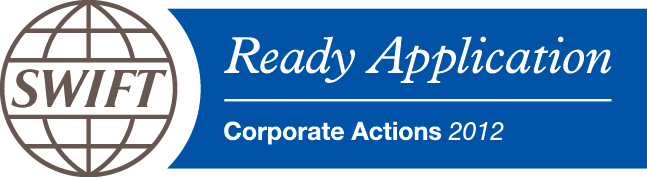 SWIFT
Ready Application
Corporate Actions 2012